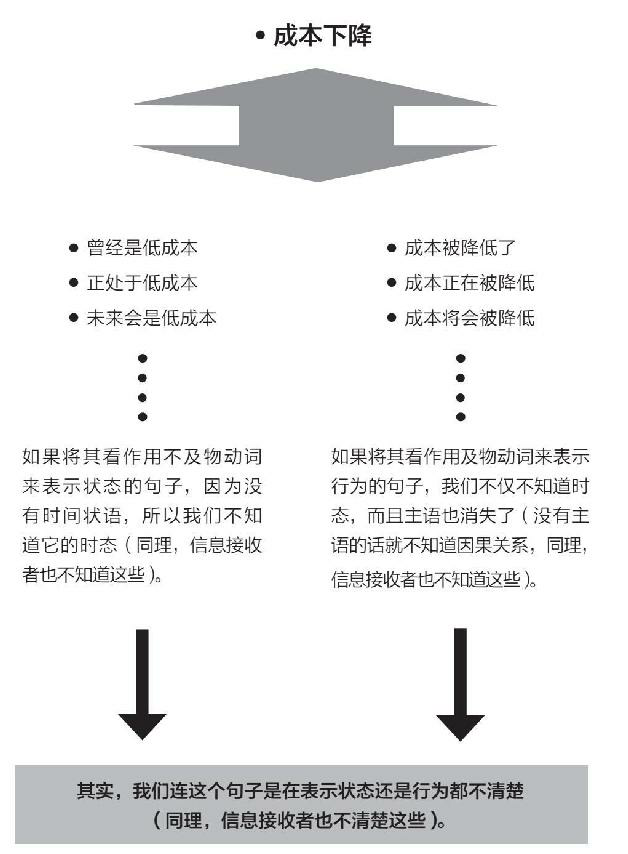 • 成本下降
• 曾经是低成本
• 正处于低成本
• 未来会是低成本
如果将其看作用不及物动词
来表示状态的句子，因为没
有时间状语，所以我们不知
道它的时态（同理，信息接收
者也不知道这些）。
• 成本被降低了
• 成本正在被降低
• 成本将会被降低
如果将其看作用及物动词来表示
行为的句子，我们不仅不知道时
态，而且主语也消失了（没有主
语的话就不知道因果关系，同理，
信息接收者也不知道这些）。
其实，我们连这个句子是在表示状态还是行为都不清楚
（同理，信息接收者也不清楚这些）。